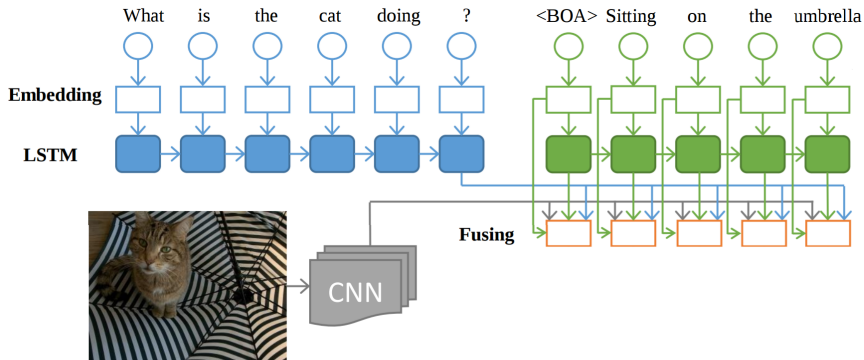 What is the cat doing ? <BOA> Sitting on the umbrella
Embedding
LSTM
Fusing
CNN